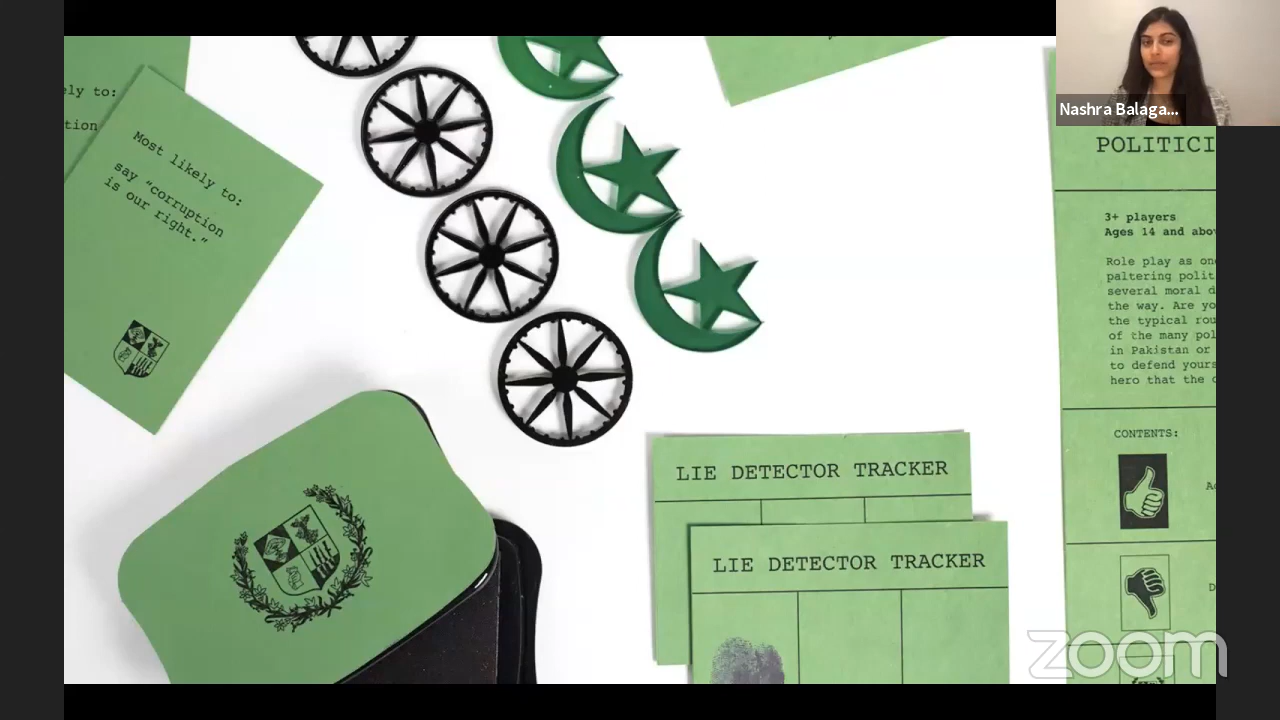 ely to:
tion
Most likely to:
say “corruption
is our right.”
LIE DETECTOR TRACKER
LIE DETECTOR TRACKER
Nashra Balaga...
POLITICI
3+ players
Ages 14 and abov
Role play as on
paltering polit
several moral d
the way. Are yo
the typical rou
of the many pol
in Pakistan or
to defend yours
hero that the
CONTENTS:
zoom